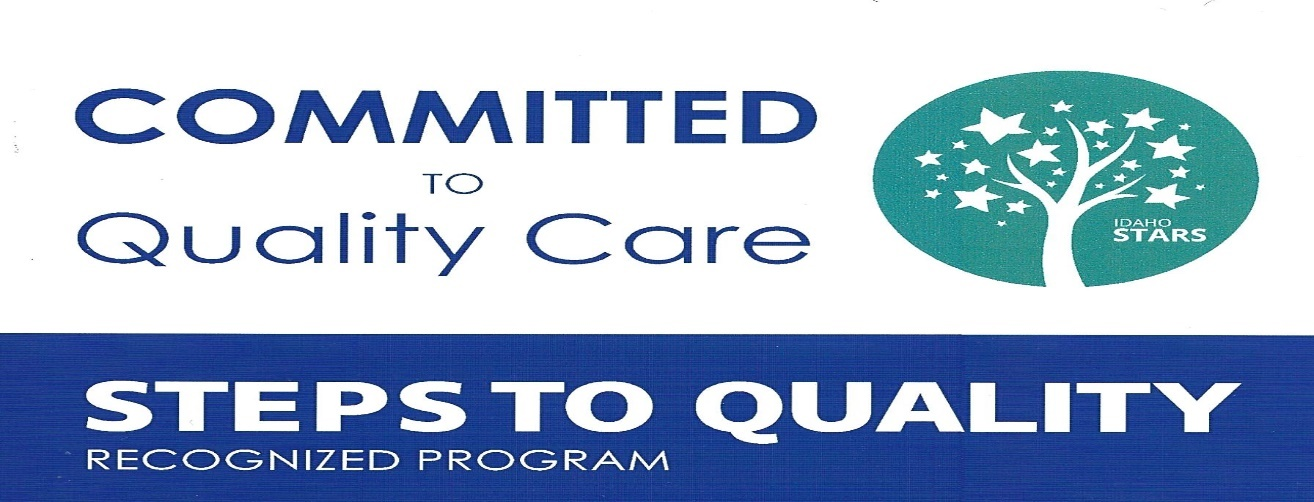 COMMITTED
TO
Quality Care
IDAHO
STARS
STEPS TO QUALITY
RECOGNIZED PROGRAM